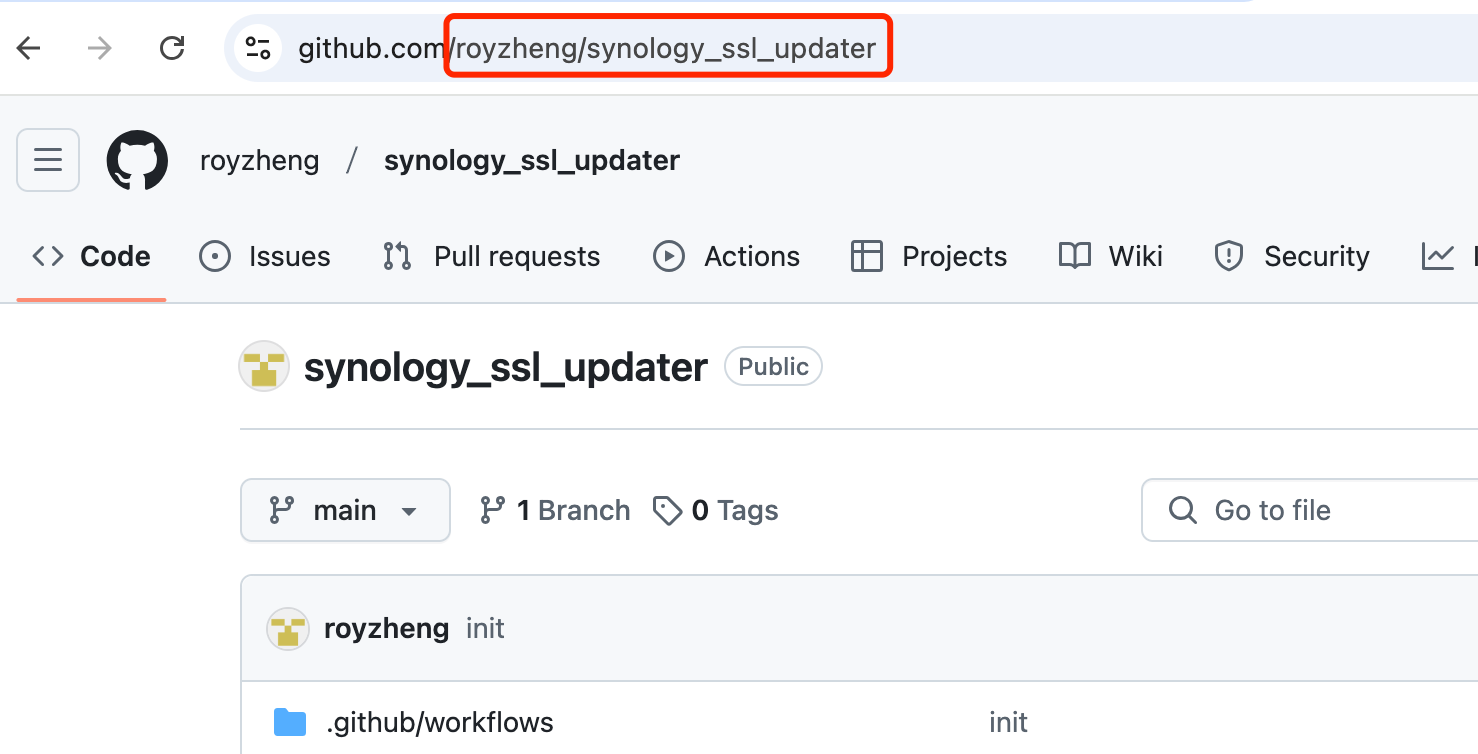 github.com/royzheng/synology_ssl_updater
royzheng / synology_ssl_updater
Code Issues Pull requests Actions Projects Wiki Security
synology_ssl_updater Public
main 1 Branch 0 Tags Go to file
royzheng init
.github/workflows init